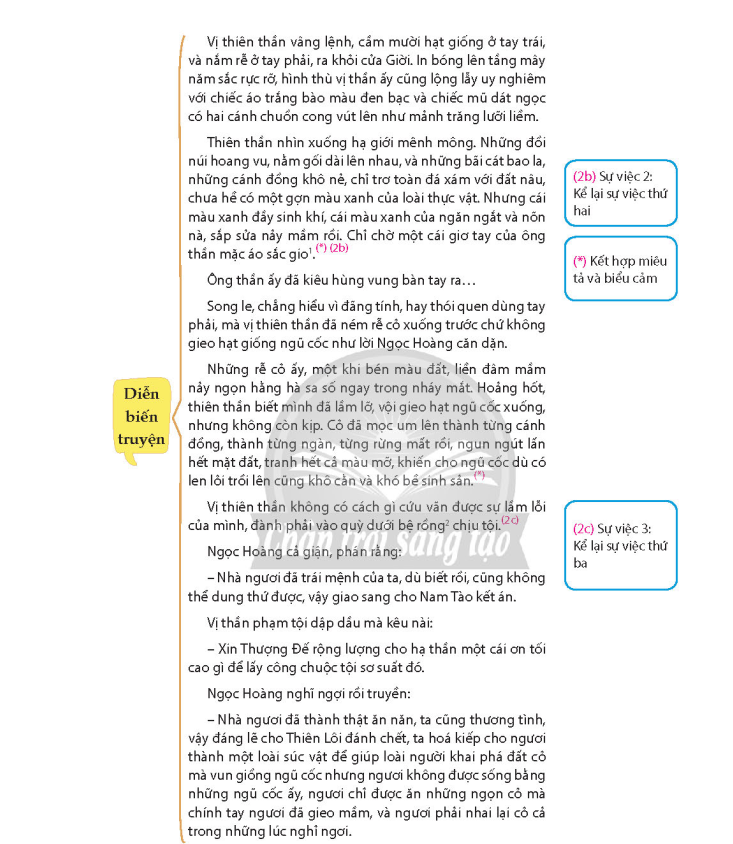 Vị thiên thần vâng lệnh, cầm mười hạt giống ở tay trái,
và nắm rễ ở tay phải, ra khỏi cửa Giời. In bóng lên tầng mây
năm sắc rực rỡ, hình thù vị thần ấy cũng lộng lẫy uy nghiêm
với chiếc áo trắng bào màu đen bạc và chiếc mũ dát ngọc
có hai cánh chuồn cong vút lên như mảnh trăng lưỡi liềm.
Thiên thần nhìn xuống hạ giới mênh mông. Những đồi
núi hoang vu, nằm gối dài lên nhau, và những bãi cát bao la,
những cánh đồng khô nẻ, chỉ trơ toàn đá xám với đất nâu,
chưa hề có một gợn màu xanh của loài thực vật. Nhưng cái
màu xanh đầy sinh khí, cái màu xanh của ngăn ngắt và nõn
nà, sắp sửa nảy mầm rồi. Chỉ chờ một cái giơ tay của ông
thần mặc áo sắc gio¹.(*) (2b)
Ông thần ấy đã kiêu hùng vung bàn tay ra…
Song le, chẳng hiểu vì đãng tính, hay thói quen dùng tay
phải, mà vị thiên thần đã ném rễ cỏ xuống trước chứ không
gieo hạt giống ngũ cốc như lời Ngọc Hoàng căn dặn.
Những rễ cỏ ấy, một khi bén màu đất, liền đâm mầm
nảy ngọn hằng hà sa số ngay trong nháy mắt. Hoảng hốt,
thiên thần biết mình đã lầm lỡ, vội gieo hạt ngũ cốc xuống,
nhưng không còn kịp. Cỏ đã mọc um lên thành từng cánh
đồng, thành từng ngàn, từng rừng mất rồi, ngun ngút lấn
hết mặt đất, tranh hết cả màu mỡ, khiến cho ngũ cốc dù có
len lỏi trồi lên cũng khô cằn và khó bề sinh sản.(*)
Vị thiên thần không có cách gì cứu vãn được sự lầm lỗi
của mình, đành phải vào quỳ dưới bệ rồng² chịu tội.(2c)
Ngọc Hoàng cả giận, phán rằng:
– Nhà ngươi đã trái mệnh của ta, dù biết rồi, cũng không
thể dung thứ được, vậy giao sang cho Nam Tào kết án.
Vị thần phạm tội dập đầu mà kêu nài:
– Xin Thượng Đế rộng lượng cho hạ thần một cái ơn tối
cao gì để lấy công chuộc tội sơ suất đó.
Ngọc Hoàng nghĩ ngợi rồi truyền:
– Nhà ngươi đã thành thật ăn năn, ta cũng thương tình,
vậy đáng lẽ cho Thiên Lôi đánh chết, ta hoá kiếp cho ngươi
thành một loài súc vật để giúp loài người khai phá đất cỏ
mà vun giồng ngũ cốc nhưng ngươi không được sống bằng
những ngũ cốc ấy, ngươi chỉ được ăn những ngọn cỏ mà
chính tay ngươi đã gieo mầm, và ngươi phải nhai lại cỏ cả
trong những lúc nghỉ ngơi.
Diễn
biến
truyện
(2b) Sự việc 2:
Kể lại sự việc thứ
hai
(*) Kết hợp miêu
tả và biểu cảm
(2c) Sự việc 3:
Kể lại sự việc thứ
ba
Chân trời sáng tạo